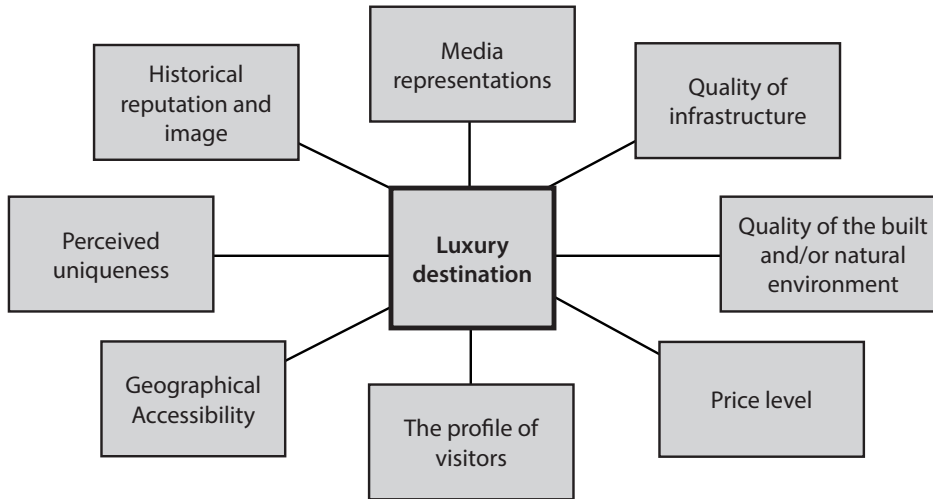 Media
representations
Historical
reputation and
image
Quality of
infrastructure
Perceived
uniqueness
Luxury
destination
Quality of the built
and/or natural
environment
Geographical
Accessibility
The profile of
visitors
Price level